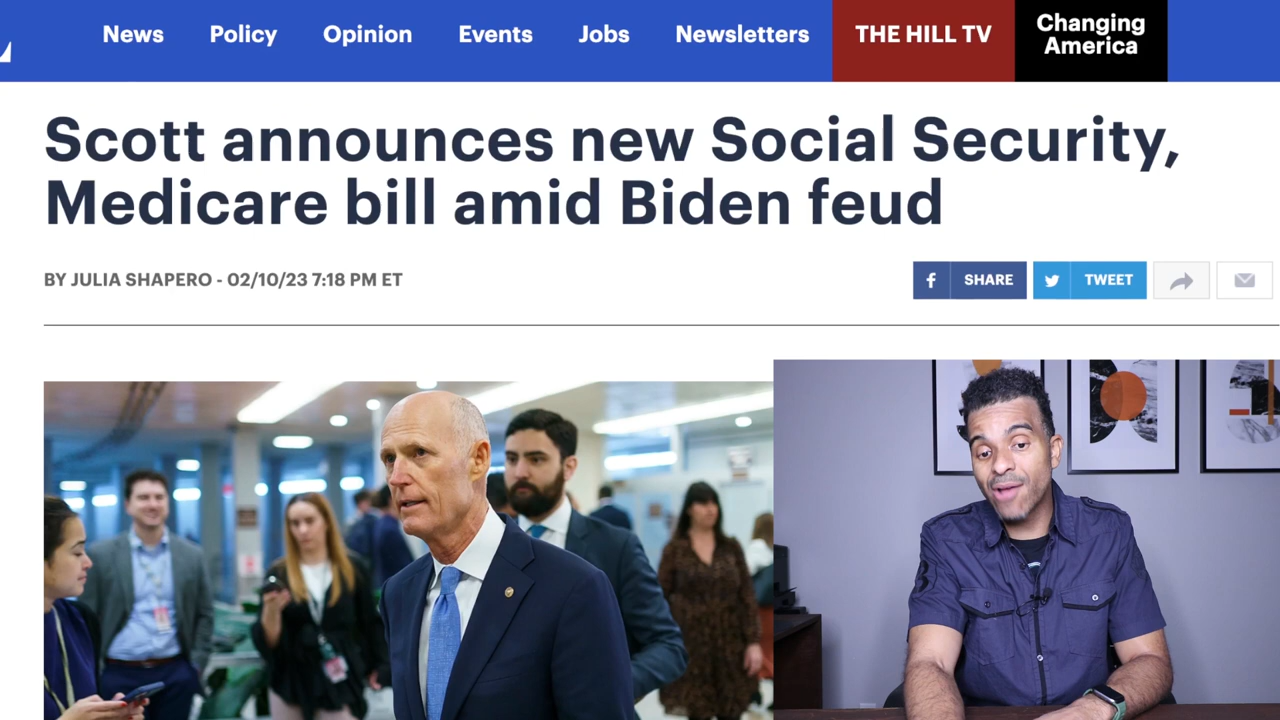 News Policy Opinion Events Jobs Newsletters THE HILL TV Changing
America
Scott announces new Social Security,
Medicare bill amid Biden feud
BY JULIA SHAPERO - 02/10/23 7:18 PM ET
SHARE TWEET